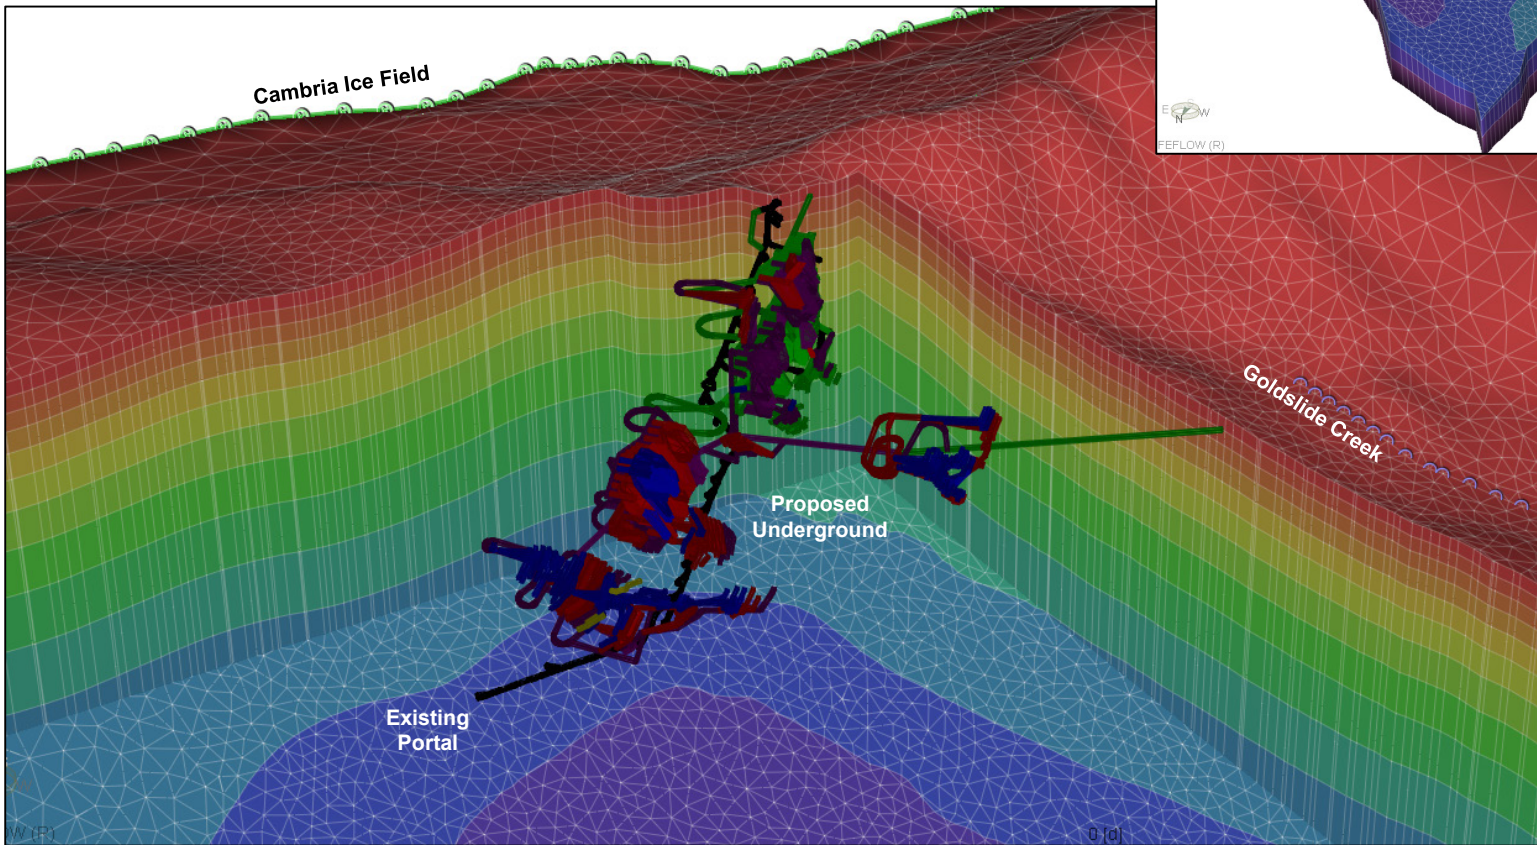 Cambria Ice Field
E
W
N
FEFLOW (R)
Goldslide Creek
Proposed
Underground
Existing
Portal
W (R)
0 [d]